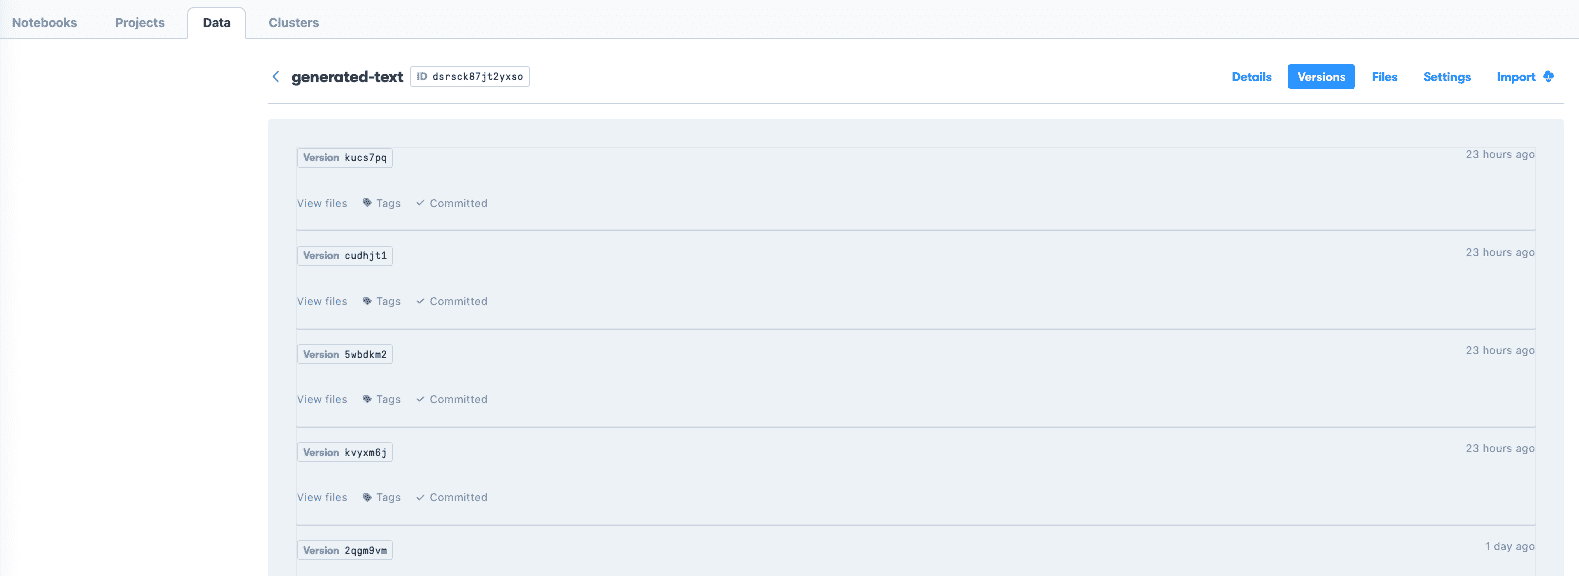 Notebooks Projects Data Clusters
generated-text ID dsrsck67jt2yxso Details Versions Files Settings Import
Version kucs7pq 23 hours ago
View files Tags Committed
Version cudhjt1 23 hours ago
View files Tags Committed
Version 5wbdkm2 23 hours ago
View files Tags Committed
Version kvyxm6j 23 hours ago
View files Tags Committed
Version 2qgm9vm 1 day ago